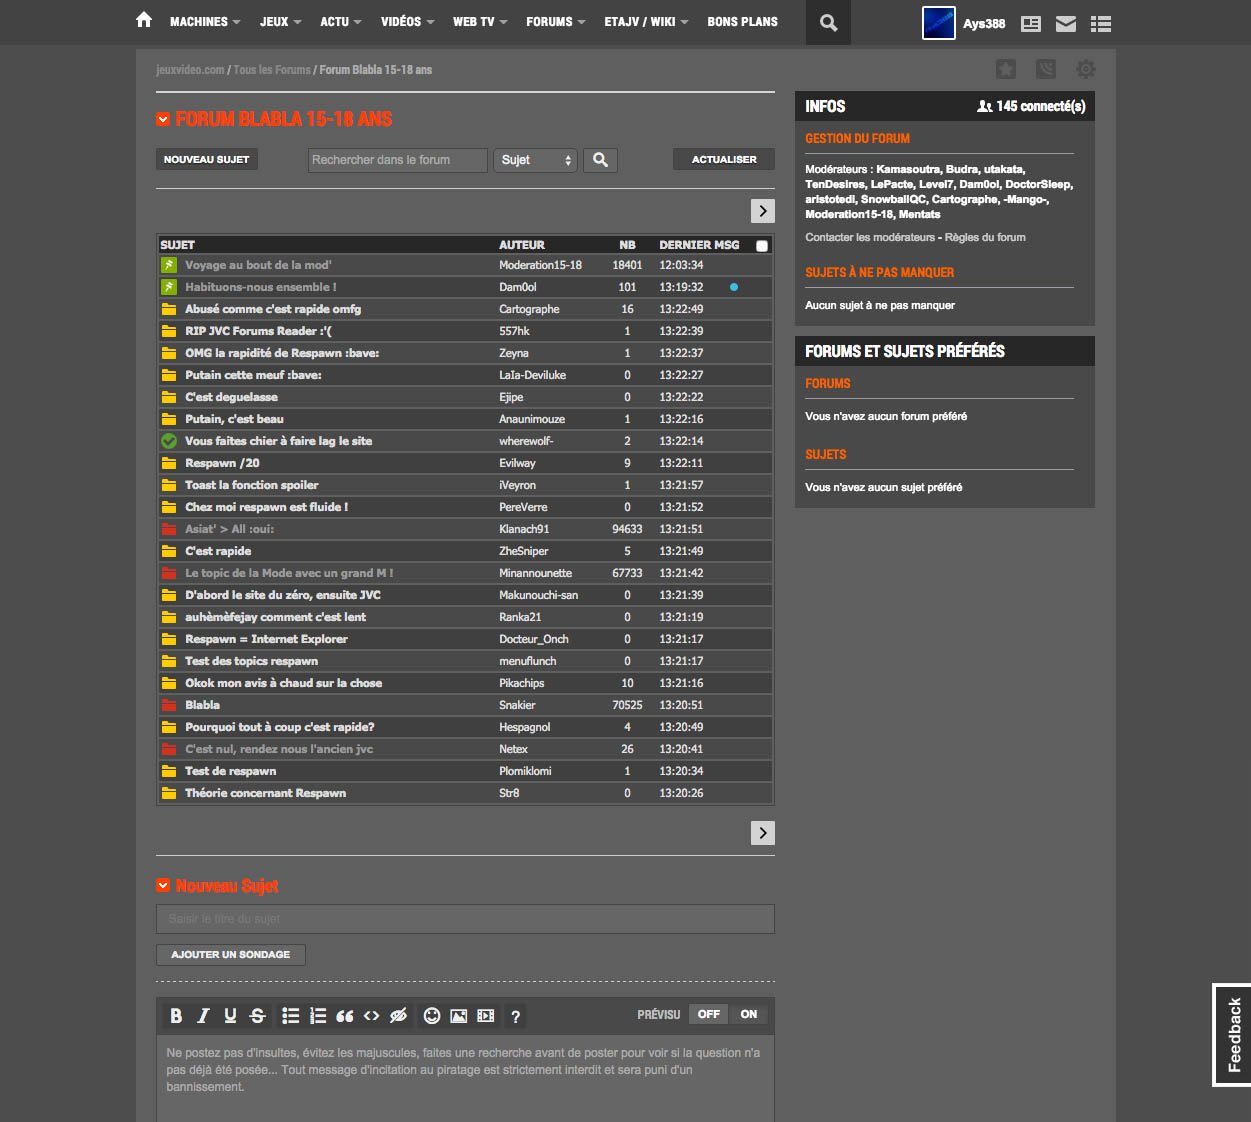 MACHINES JEUX ACTU VIDÉOS WEB TV FORUMS ETAJV / WIKI BONS PLANS Ays388
jeuxvideo.com / Tous les Forums / Forum Blabla 15-18 ans
FORUM BLABLA 15-18 ANS
NOUVEAU SUJET Rechercher dans le forum Sujet ACTUALISER
SUJET AUTEUR NB DERNIER MSG
Voyage au bout de la mod' Moderation15-18 18401 12:03:34
Habituons-nous ensemble ! Dam0ol 101 13:19:32
Abusé comme c'est rapide omfg Cartographe 16 13:22:49
RIP JVC Forums Reader :'( 557hk 1 13:22:39
OMG la rapidité de Respawn :bave: Zeyna 1 13:22:37
Putain cette meuf :bave: LaIa-Deviluke 0 13:22:27
C'est deguelasse Ejipe 0 13:22:22
Putain, c'est beau Anaunimouze 1 13:22:16
Vous faites chier à faire lag le site wherewolf- 2 13:22:14
Respawn /20 Evilway 9 13:22:11
Toast la fonction spoiler iVeyron 1 13:21:57
Chez moi respawn est fluide ! PereVerre 0 13:21:52
Asiat' > All :oui: Klanach91 94633 13:21:51
C'est rapide ZheSniper 5 13:21:49
Le topic de la Mode avec un grand M ! Minannounette 67733 13:21:42
D'abord le site du zéro, ensuite JVC Makunouchi-san 0 13:21:39
auhèmèfejay comment c'est lent Ranka21 0 13:21:19
Respawn = Internet Explorer Docteur_Onch 0 13:21:17
Test des topics respawn menuflunch 0 13:21:17
Okok mon avis à chaud sur la chose Pikachips 10 13:21:16
Blabla Snakier 70525 13:20:51
Pourquoi tout à coup c'est rapide? Hespagnol 4 13:20:49
C'est nul, rendez nous l'ancien jvc Netex 26 13:20:41
Test de respawn Plomiklomi 1 13:20:34
Théorie concernant Respawn Str8 0 13:20:26
Nouveau Sujet
Saisir le titre du sujet
AJOUTER UN SONDAGE
B I U S ? PRÉVISU OFF ON
Ne postez pas d'insultes, évitez les majuscules, faites une recherche avant de poster pour voir si la question n'a
pas déjà été posée... Tout message d'incitation au piratage est strictement interdit et sera puni d'un
bannissement.
INFOS 145 connecté(s)
GESTION DU FORUM
Modérateurs : Kamasoutra, Budra, utakata,
TenDesires, LePacte, Level7, Dam0ol, DoctorSleep,
aristotedl, SnowballQC, Cartographe, -Mango-,
Moderation15-18, Mentats
Contacter les modérateurs - Règles du forum
SUJETS À NE PAS MANQUER
Aucun sujet à ne pas manquer
FORUMS ET SUJETS PRÉFÉRÉS
FORUMS
Vous n'avez aucun forum préféré
SUJETS
Vous n'avez aucun sujet préféré
Feedback